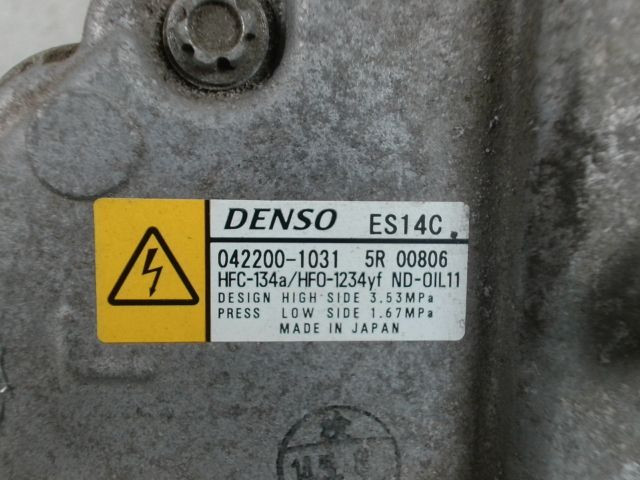 DENSO ES14C
042200-1031 5R 00806
HFC-134a/HFO-1234yf ND-OIL11
DESIGN HIGH SIDE 3.53MPa
PRESS LOW SIDE 1.67MPa
MADE IN JAPAN